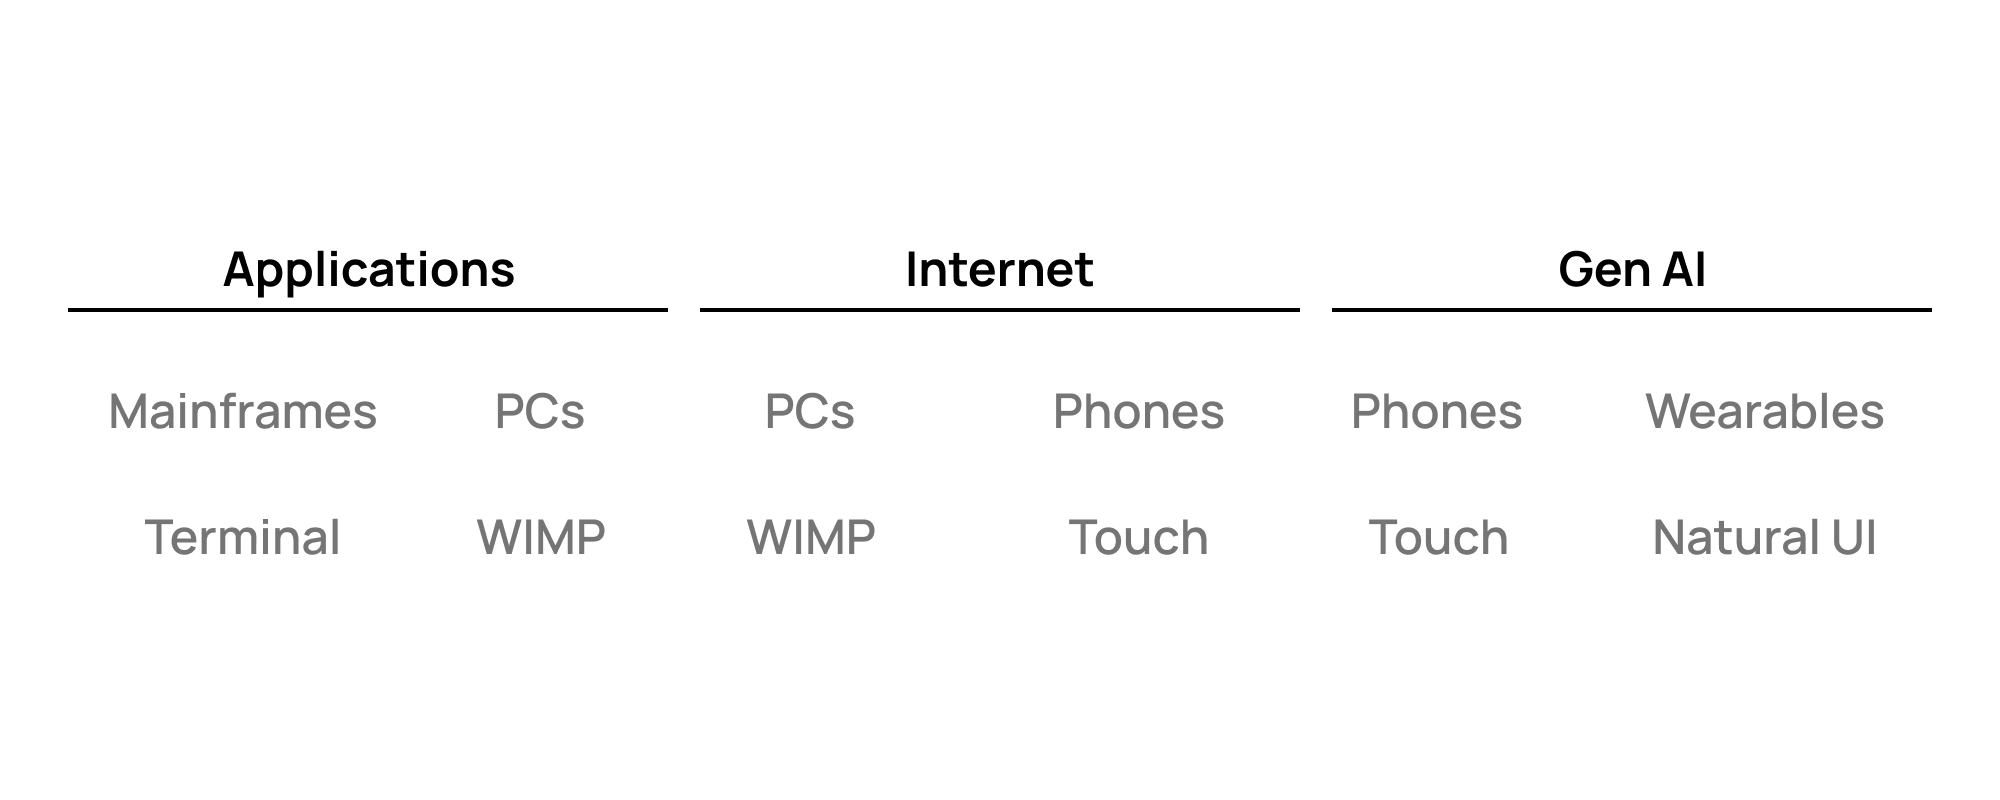 Applications Internet Gen AI
Mainframes PCs PCs Phones Phones Wearables
Terminal WIMP WIMP Touch Touch Natural UI